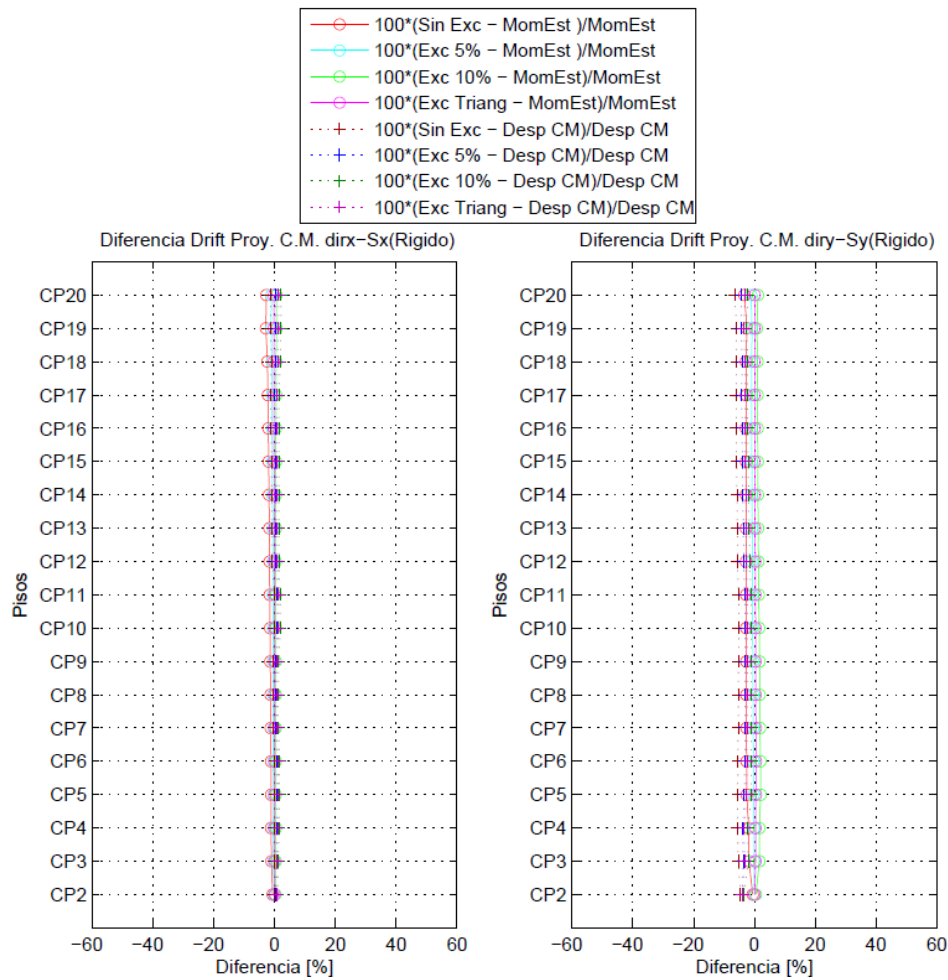 100*(Sin Exc − MomEst )/MomEst
100*(Exc 5% − MomEst )/MomEst
100*(Exc 10% − MomEst)/MomEst
100*(Exc Triang − MomEst)/MomEst
100*(Sin Exc − Desp CM)/Desp CM
100*(Exc 5% − Desp CM)/Desp CM
100*(Exc 10% − Desp CM)/Desp CM
100*(Exc Triang − Desp CM)/Desp CM
Diferencia Drift Proy. C.M. dirx−Sx(Rigido)
CP20
CP19
CP18
CP17
CP16
CP15
CP14
CP13
CP12
CP11
CP10
CP9
CP8
CP7
CP6
CP5
CP4
CP3
CP2
Pisos
−60 −40 −20 0 20 40 60
Diferencia [%]
Diferencia Drift Proy. C.M. diry−Sy(Rigido)
CP20
CP19
CP18
CP17
CP16
CP15
CP14
CP13
CP12
CP11
CP10
CP9
CP8
CP7
CP6
CP5
CP4
CP3
CP2
Pisos
−60 −40 −20 0 20 40 60
Diferencia [%]